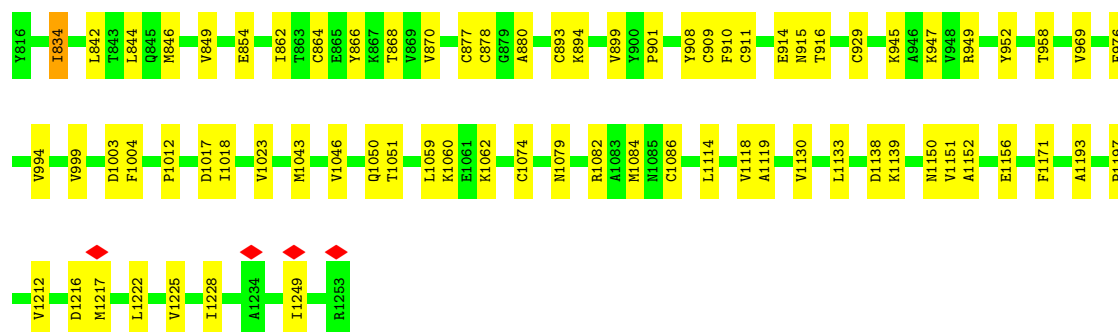 Y816 I834 L842 T843 L844 Q845 M846 V849 E854 I862 T863 C864 E865 Y866 K867 T868 V869 V870 C877 C878 G879 A880 C893 K894 V899 Y900 P901 Y908 C909 F910 C911 E914 N915 T916 C929 K945 A946 K947 V948 R949 Y952 T958 V969
V994 V999 D1003 F1004 P1012 D1017 I1018 V1023 M1043 V1046 Q1050 T1051 L1059 K1060 E1061 K1062 C1074 N1079 R1082 A1083 M1084 N1085 C1086 L1114 V1118 A1119 V1130 L1133 D1138 K1139 N1150 V1151 A1152 E1156 F1171 A1193
V1212 D1216 M1217 L1222 V1225 I1228 A1234 I1249 R1253